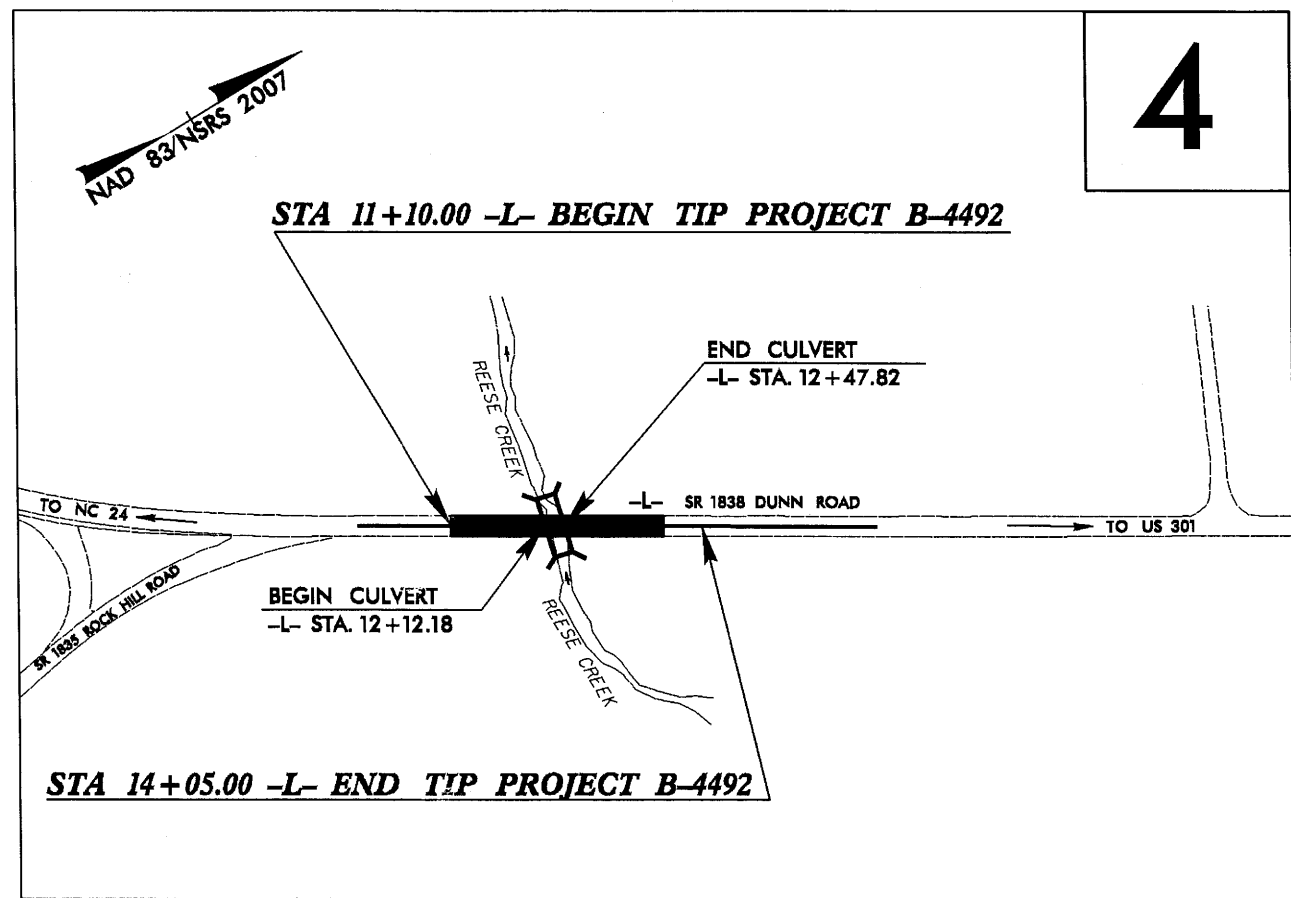 4
NAD 83/NSRS 2007
STA 11+10.00 -L- BEGIN TIP PROJECT B-4492
REESE CREEK
END CULVERT
-L- STA. 12+47.82
TO NC 24
-L- SR 1838 DUNN ROAD
TO US 301
SR 1835 ROCK HILL ROAD
BEGIN CULVERT
-L- STA. 12+12.18
REESE CREEK
STA 14+05.00 -L- END TIP PROJECT B-4492